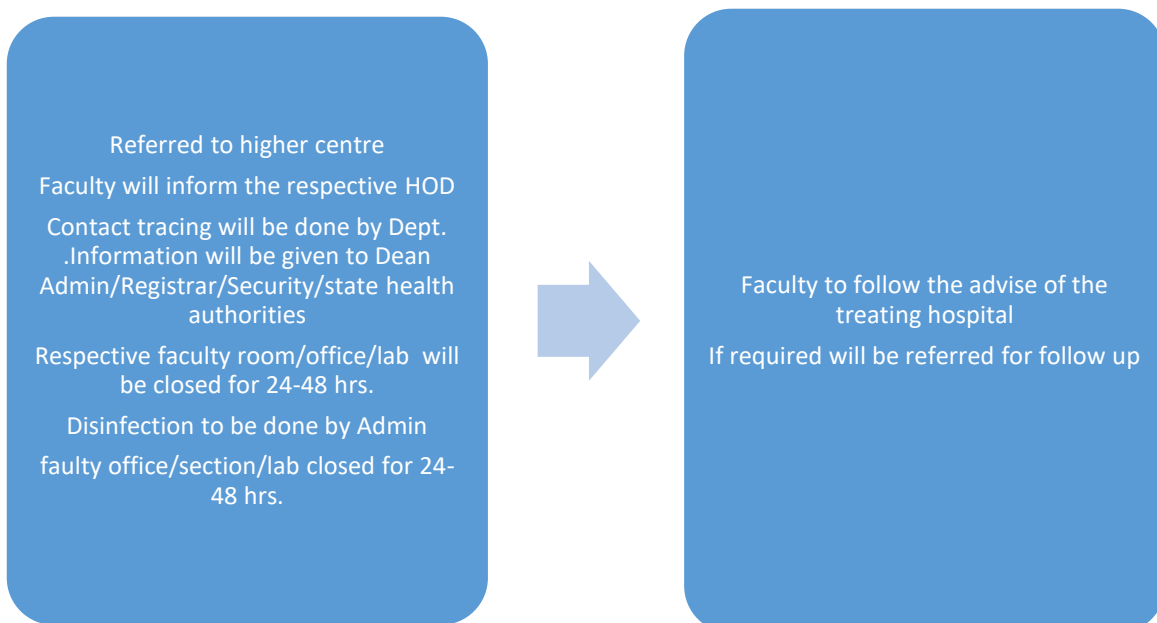 Referred to higher centre
Faculty will inform the respective HOD
Contact tracing will be done by Dept.
.Information will be given to Dean
Admin/Registrar/Security/state health
authorities
Respective faculty room/office/lab will
be closed for 24-48 hrs.
Disinfection to be done by Admin
faulty office/section/lab closed for 24-
48 hrs.
Faculty to follow the advise of the
treating hospital
If required will be referred for follow up